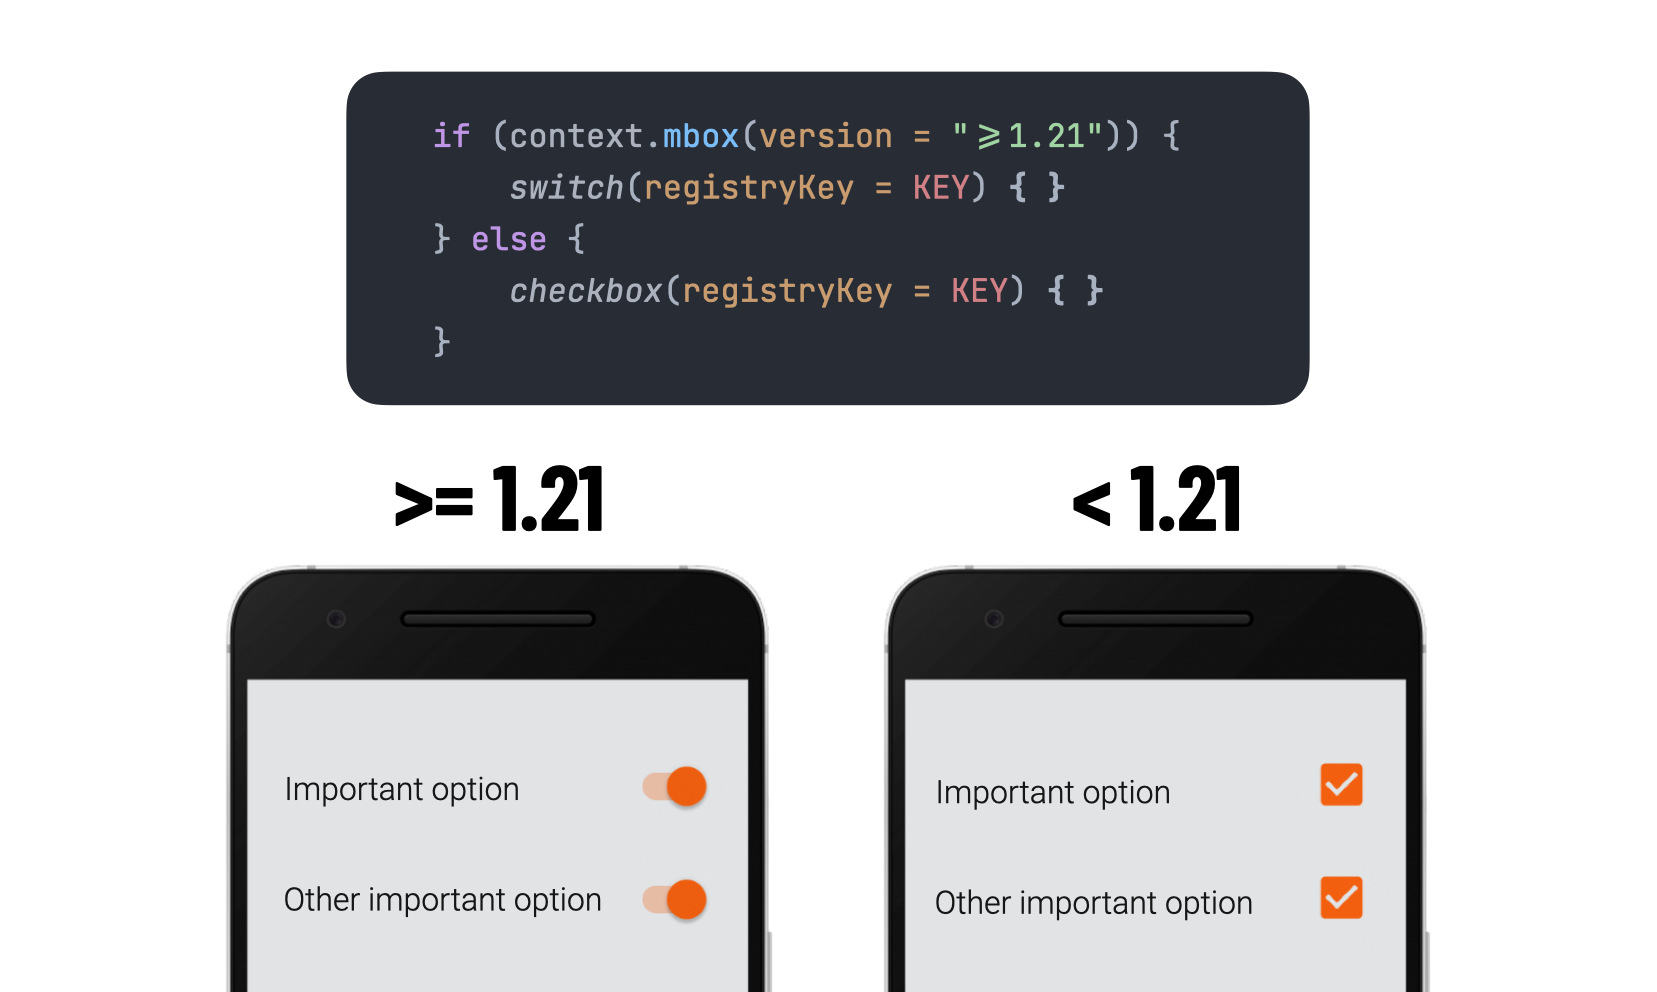 if (context.mbox(version = "≥1.21")) {
    switch(registryKey = KEY) { }
} else {
    checkbox(registryKey = KEY) { }
}
>= 1.21
< 1.21
Important option
Other important option
Important option
Other important option